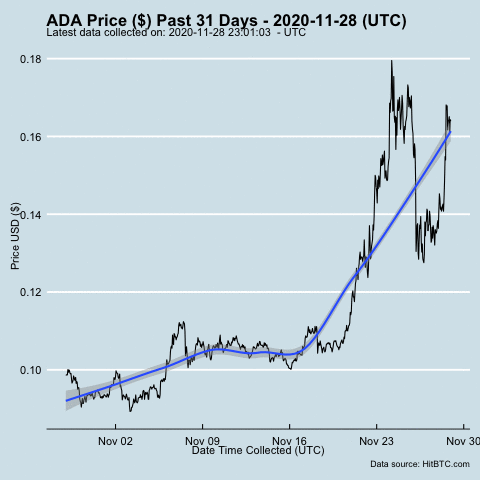 ADA Price ($) Past 31 Days - 2020-11-28 (UTC)
Latest data collected on: 2020-11-28 23:01:03 - UTC
0.18
0.16
0.14
0.12
0.10
Price USD ($)
Nov 02
Nov 09
Nov 16
Nov 23
Nov 30
Date Time Collected (UTC)
Data source: HitBTC.com